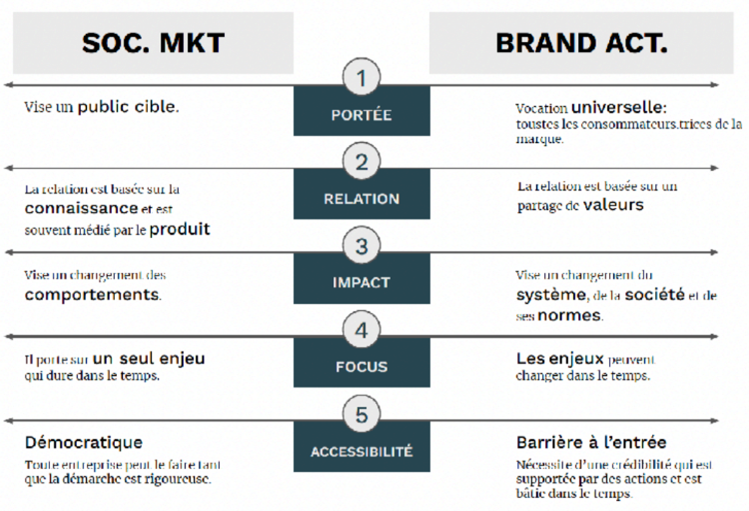 SOC. MKT
BRAND ACT.
1
PORTÉE
Vise un public cible.
Vocation universelle:
toustes les consommateurs.trices de la
marque.
2
RELATION
La relation est basée sur la
connaissance et est
souvent médié par le produit
La relation est basée sur un
partage de valeurs
3
IMPACT
Vise un changement des
comportements.
Vise un changement du
système, de la société et de
ses normes.
4
FOCUS
Il porte sur un seul enjeu
qui dure dans le temps.
Les enjeux peuvent
changer dans le temps.
5
ACCESSIBILITÉ
Démocratique
Toute entreprise peut le faire tant
que la démarche est rigoureuse.
Barrière à l'entrée
Nécessite d'une crédibilité qui est
supportée par des actions et est
bâtie dans le temps.